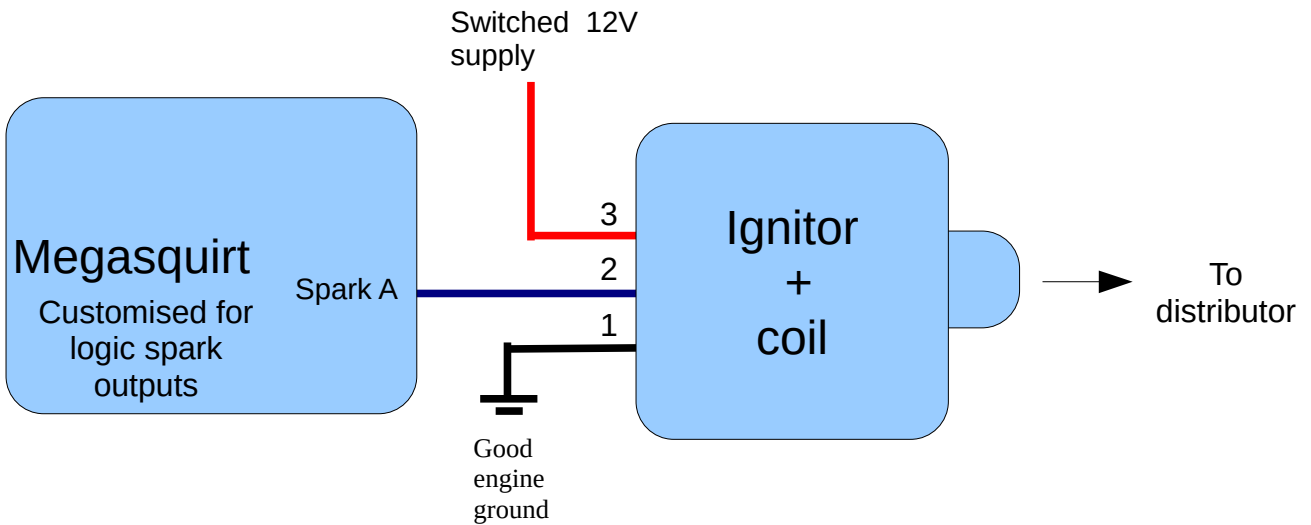 Switched 12V
supply
Megasquirt
Customised for
logic spark
outputs
Spark A
3
2
1
Good
engine
ground
Ignitor
+
coil
To
distributor